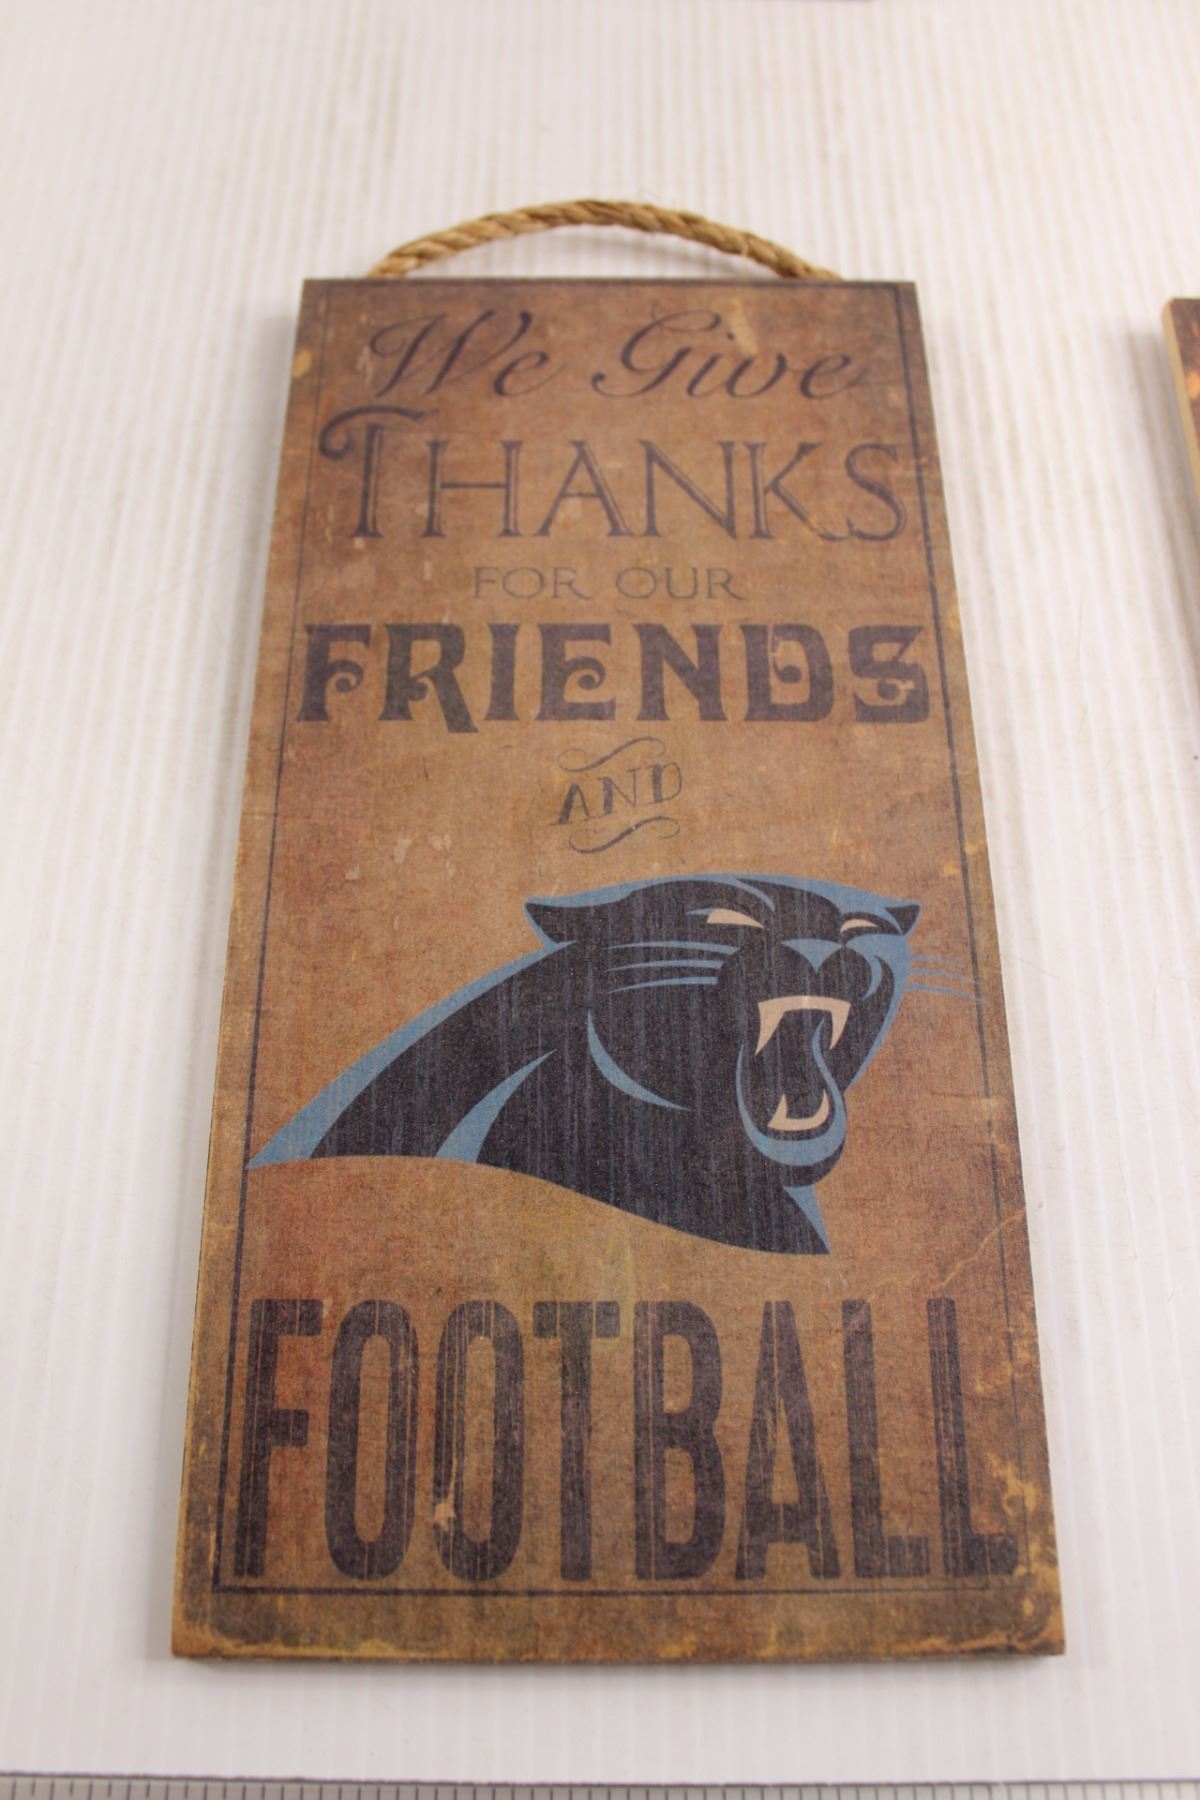 We Give
THANKS
FOR OUR
FRIENDS
AND
FOOTBALL